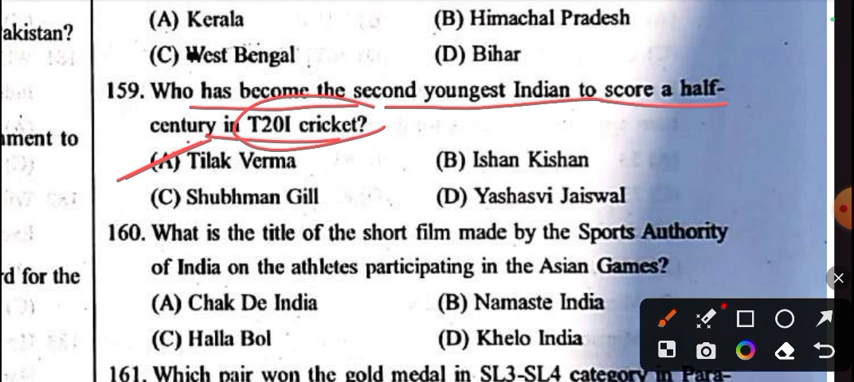 akistan?
(A) Kerala (B) Himachal Pradesh
(C) West Bengal (D) Bihar
159. Who has become the second youngest Indian to score a half-
century in T20I cricket?
ment to
(A) Tilak Verma (B) Ishan Kishan
(C) Shubhman Gill (D) Yashasvi Jaiswal
160. What is the title of the short film made by the Sports Authority
of India on the athletes participating in the Asian Games?
d for the
(A) Chak De India (B) Namaste India
(C) Halla Bol (D) Khelo India
161. Which pair won the gold medal in SL3-SL4 category in Para-